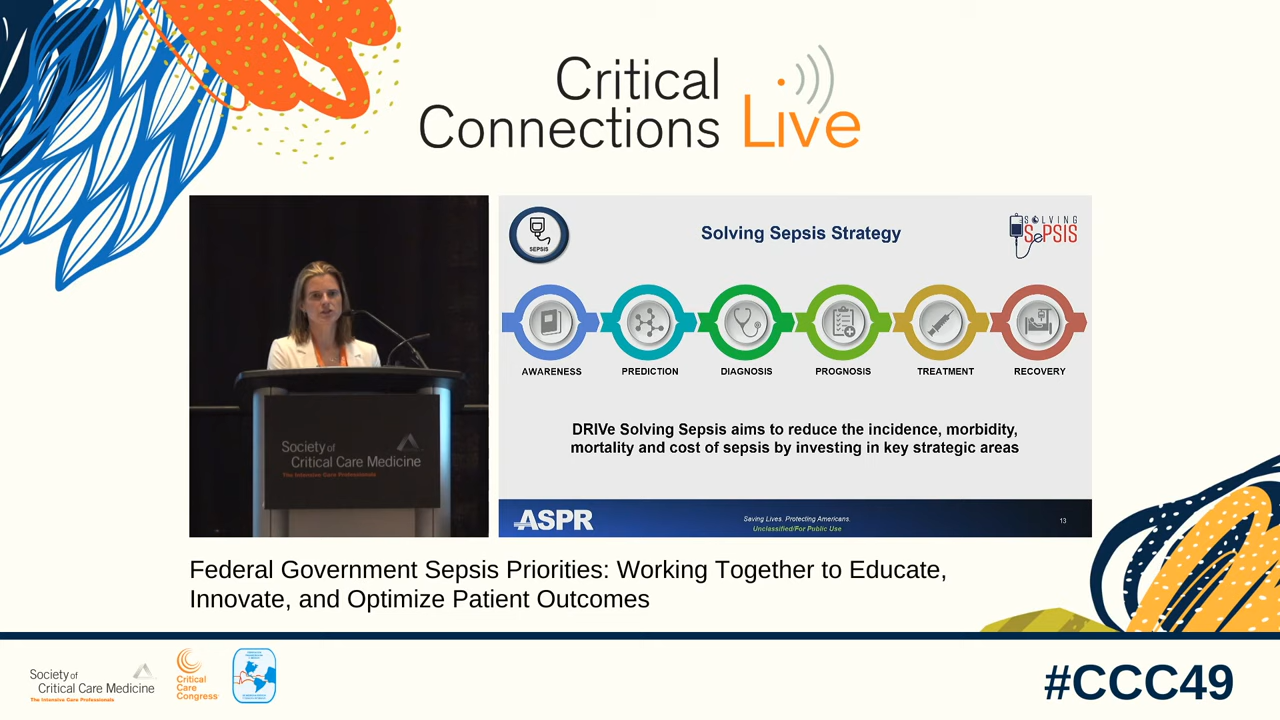 Critical
Connections Live
SEPSIS
Solving Sepsis Strategy
SOLVING
SePSIS
AWARENESS
PREDICTION
DIAGNOSIS
PROGNOSIS
TREATMENT
RECOVERY
DRIVe Solving Sepsis aims to reduce the incidence, morbidity,
mortality and cost of sepsis by investing in key strategic areas
ASPR
Saving Lives. Protecting Americans.
Unclassified/For Public Use
13
Society of
Critical Care Medicine
The Intensive Care Professionals
Federal Government Sepsis Priorities: Working Together to Educate,
Innovate, and Optimize Patient Outcomes
Society of
Critical Care Medicine
The Intensive Care Professionals
Critical
Care
Congress
#CCC49